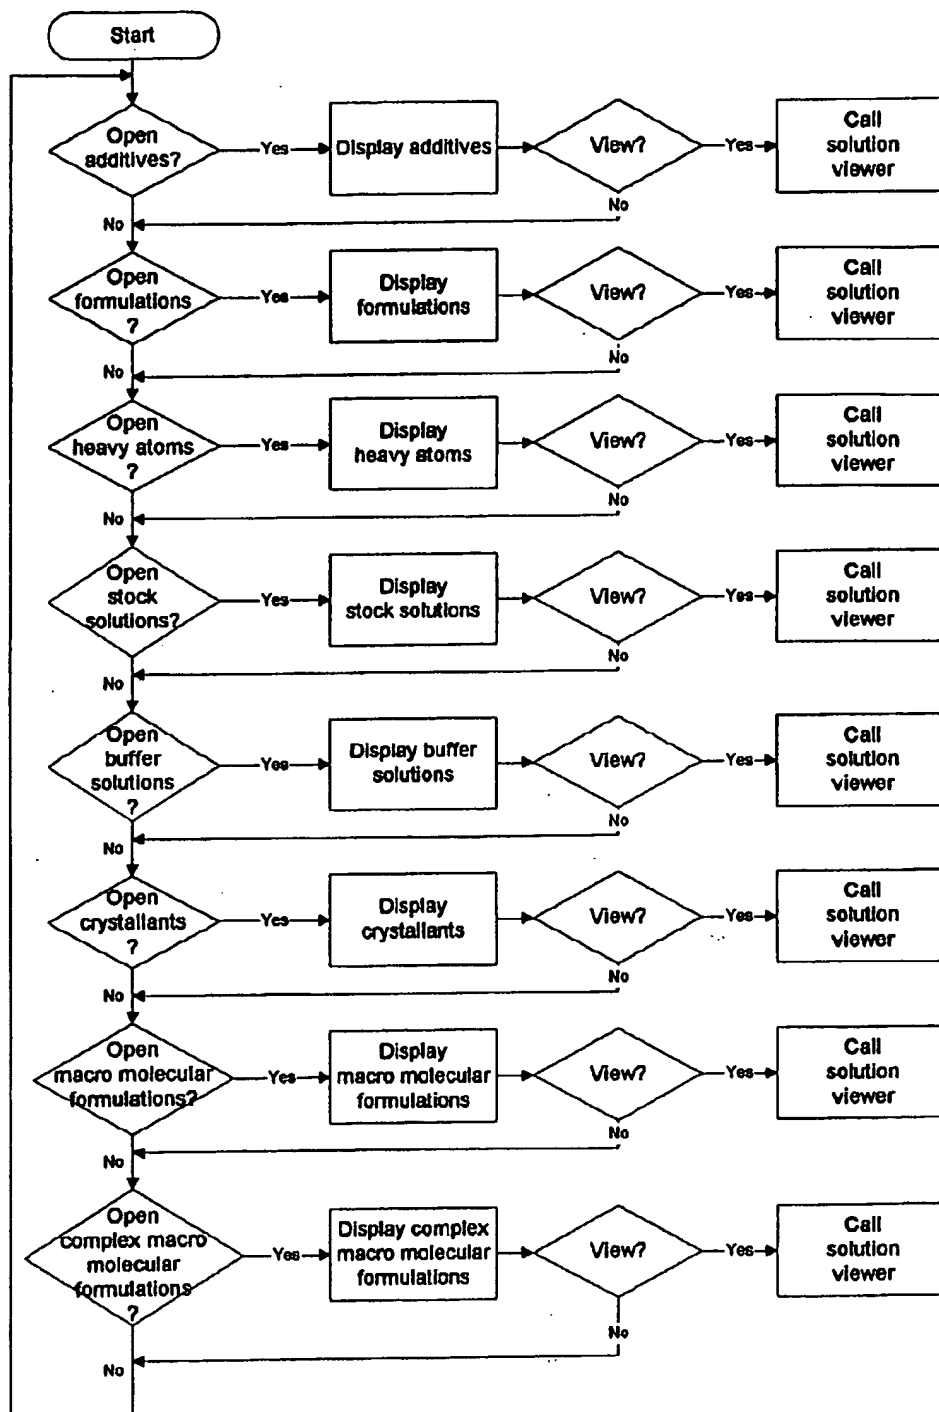 Start
Open
additives?
Yes
Display additives
View?
Yes
Call
solution
viewer
No
No
Open
formulations
?
Yes
Display
formulations
View?
Yes
Call
solution
viewer
No
No
Open
heavy atoms
?
Yes
Display
heavy atoms
View?
Yes
Call
solution
viewer
No
No
Open
stock
solutions?
Yes
Display
stock solutions
View?
Yes
Call
solution
viewer
No
No
Open
buffer
solutions
?
Yes
Display buffer
solutions
View?
Yes
Call
solution
viewer
No
No
Open
crystallants
?
Yes
Display
crystallants
View?
Yes
Call
solution
viewer
No
No
Open
macro molecular
formulations?
Yes
Display
macro molecular
formulations
View?
Yes
Call
solution
viewer
No
No
Open
complex macro
molecular
formulations
?
Yes
Display complex
macro molecular
formulations
View?
Yes
Call
solution
viewer
No
No